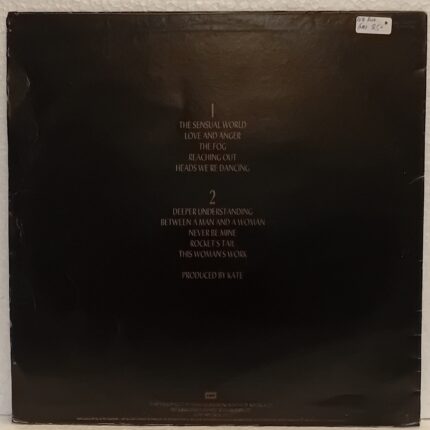 1
THE SENSUAL WORLD
LOVE AND ANGER
THE FOG
REACHING OUT
HEADS WE'RE DANCING
2
DEEPER UNDERSTANDING
BETWEEN A MAN AND A WOMAN
NEVER BE MINE
ROCKET'S TAIL
THIS WOMAN'S WORK
PRODUCED BY KATE
EMI